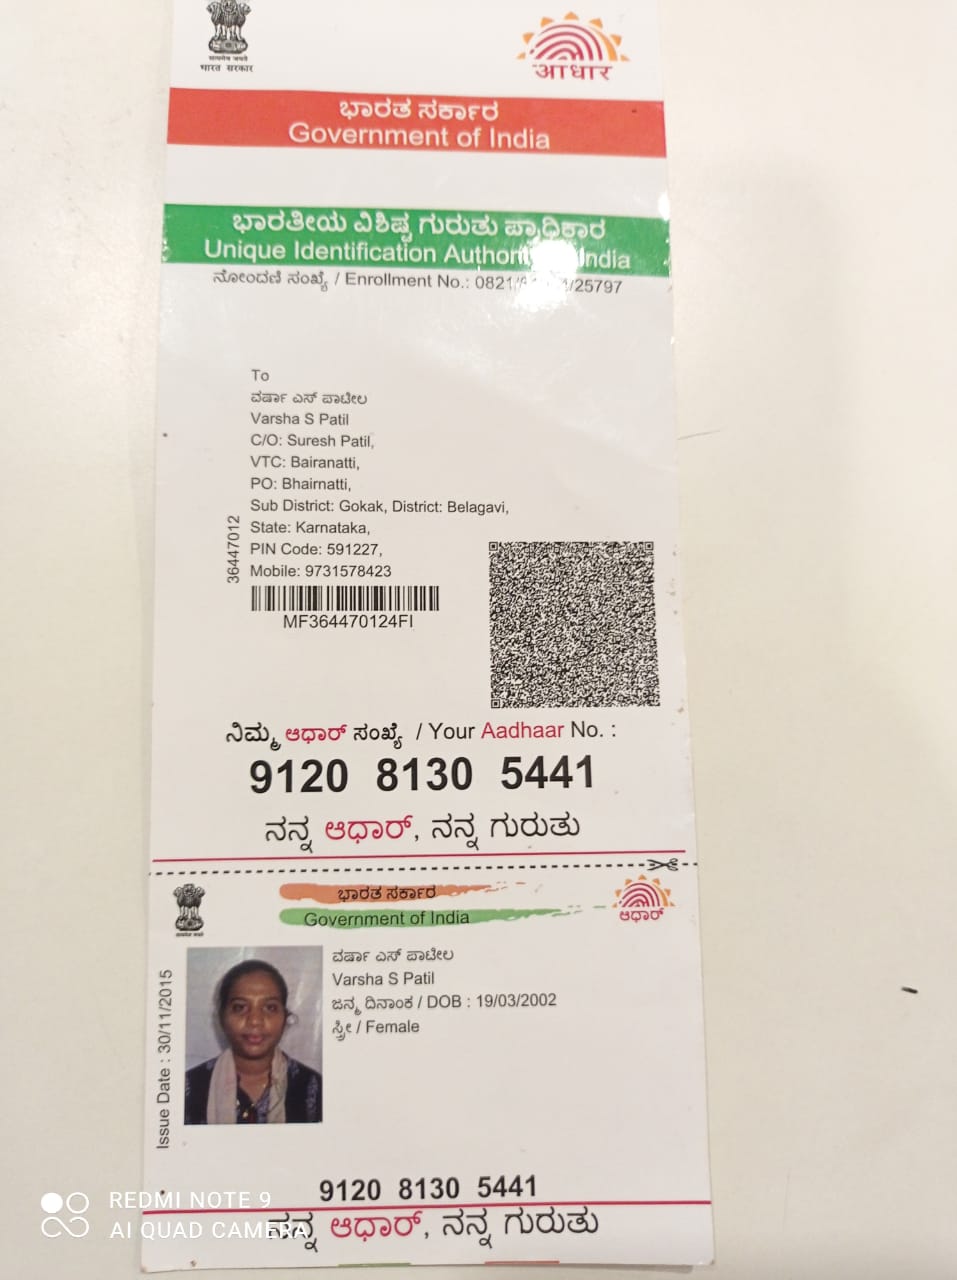 सत्यमेव जयते
भारत सरकार
आधार
ಭಾರತ ಸರ್ಕಾರ
Government of India
ಭಾರತೀಯ ವಿಶಿಷ್ಟ ಗುರುತು ಪ್ರಾಧಿಕಾರ
Unique Identification India
ನೋಂದಣಿ ಸಂಖ್ಯೆ / Enrollment No.: 0821/ /25797
To
ವರ್ಷಾ ಎಸ್ ಪಾಟೀಲ
Varsha S Patil
C/O: Suresh Patil,
VTC: Bairanatti,
PO: Bhairnatti,
Sub District: Gokak, District: Belagavi,
State: Karnataka,
PIN Code: 591227,
Mobile: 9731578423
36447012
MF364470124FI
ನಿಮ್ಮ ಆಧಾರ್ ಸಂಖ್ಯೆ / Your Aadhaar No. :
9120 8130 5441
ನನ್ನ ಆಧಾರ್, ನನ್ನ ಗುರುತು
ಭಾರತ ಸರ್ಕಾರ
Government of India
ಆಧಾರ್
ವರ್ಷಾ ಎಸ್ ಪಾಟೀಲ
Varsha S Patil
ಜನ್ಮ ದಿನಾಂಕ / DOB : 19/03/2002
ಸ್ತ್ರೀ / Female
Issue Date : 30/11/2015
9120 8130 5441
ನನ್ನ ಆಧಾರ್, ನನ್ನ ಗುರುತು
REDMI NOTE 9
AI QUAD CAMERA